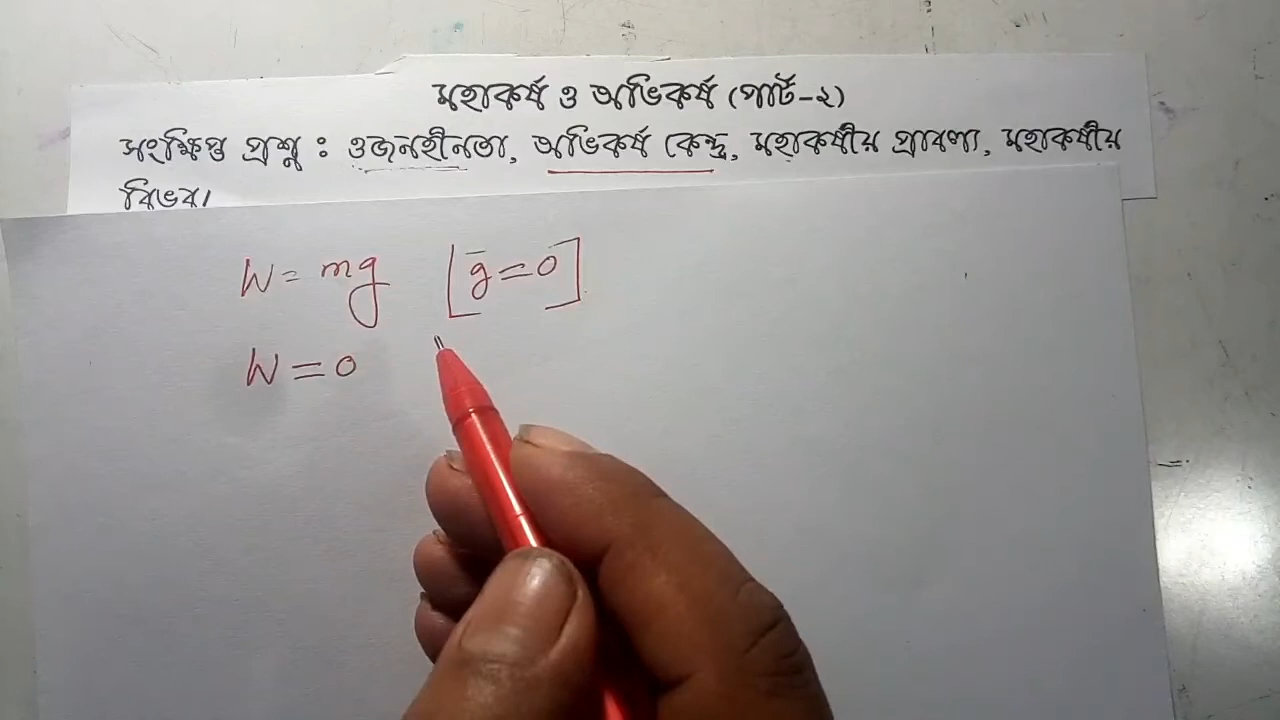 মহাকর্ষ ও অভিকর্ষ (পার্ট-২)
সংক্ষিপ্ত প্রশ্ন : ওজনহীনতা, অভিকর্ষ কেন্দ্র, মহাকর্ষীয় প্রাবল্য, মহাকর্ষীয়
বিভব।
W = mg [g = 0]
W = 0